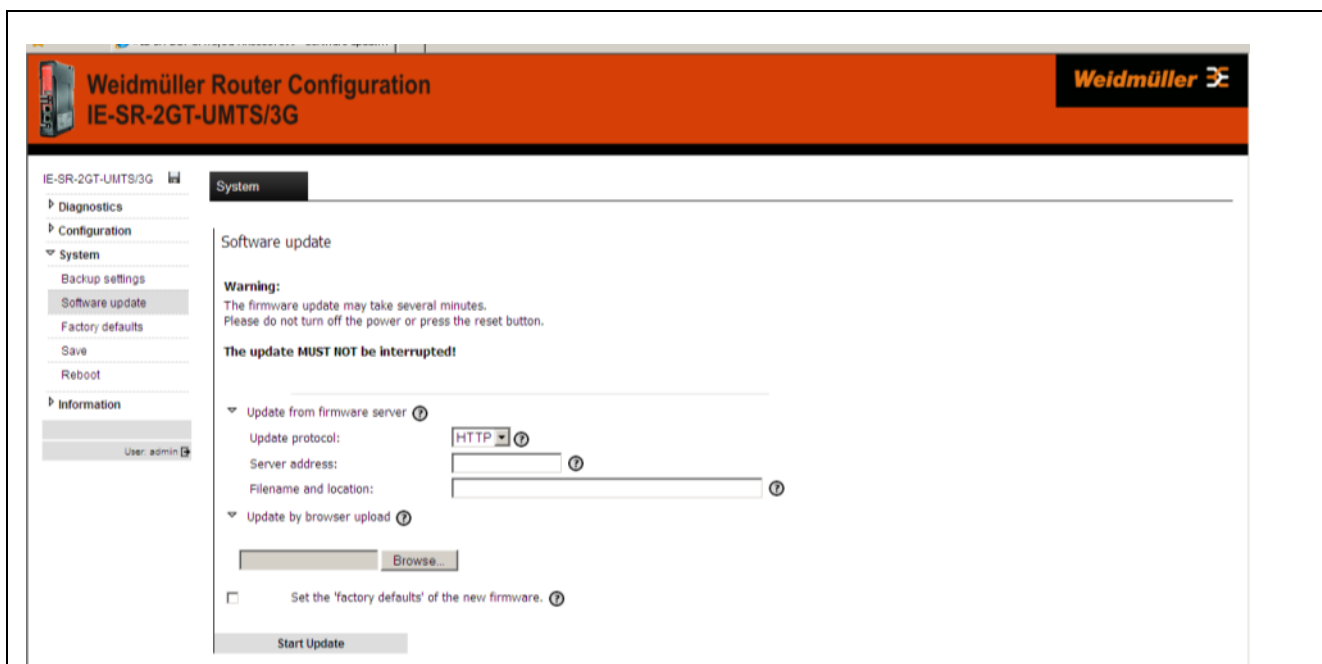 Weidmüller Router Configuration
IE-SR-2GT-UMTS/3G
Weidmüller
IE-SR-2GT-UMTS/3G
Diagnostics
Configuration
System
Backup settings
Software update
Factory defaults
Save
Reboot
Information
User: admin
System
Software update
Warning:
The firmware update may take several minutes.
Please do not turn off the power or press the reset button.
The update MUST NOT be interrupted!
Update from firmware server
Update protocol: HTTP
Server address:
Filename and location:
Update by browser upload
Browse...
Set the 'factory defaults' of the new firmware.
Start Update